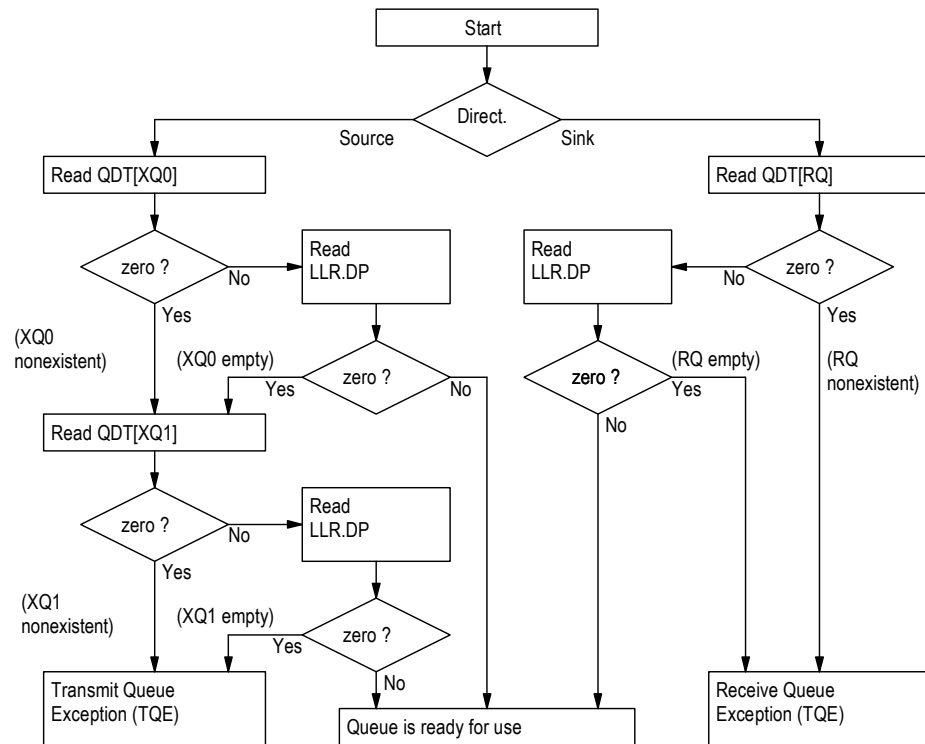 Start
Direct.
Source
Sink
Read QDT[XQ0]
Read QDT[RQ]
zero ?
No
Read
LLR.DP
Read
LLR.DP
No
zero ?
Yes
Yes
(XQ0
nonexistent)
(XQ0 empty)
Yes
zero ?
No
zero ?
(RQ empty)
Yes
No
(RQ
nonexistent)
Read QDT[XQ1]
zero ?
No
Read
LLR.DP
Yes
(XQ1
nonexistent)
(XQ1 empty)
Yes
zero ?
No
Transmit Queue
Exception (TQE)
Queue is ready for use
Receive Queue
Exception (TQE)